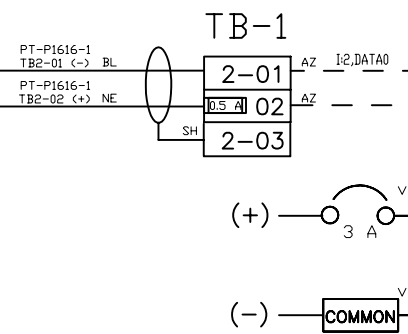 TB-1
PT-P1616-1
TB2-01 (-) BL
2-01
AZ I:2,DATA0
PT-P1616-1
TB2-02 (+) NE
0.5 A 02
AZ
SH
2-03
(+)
3 A
V
(-)
COMMON
V